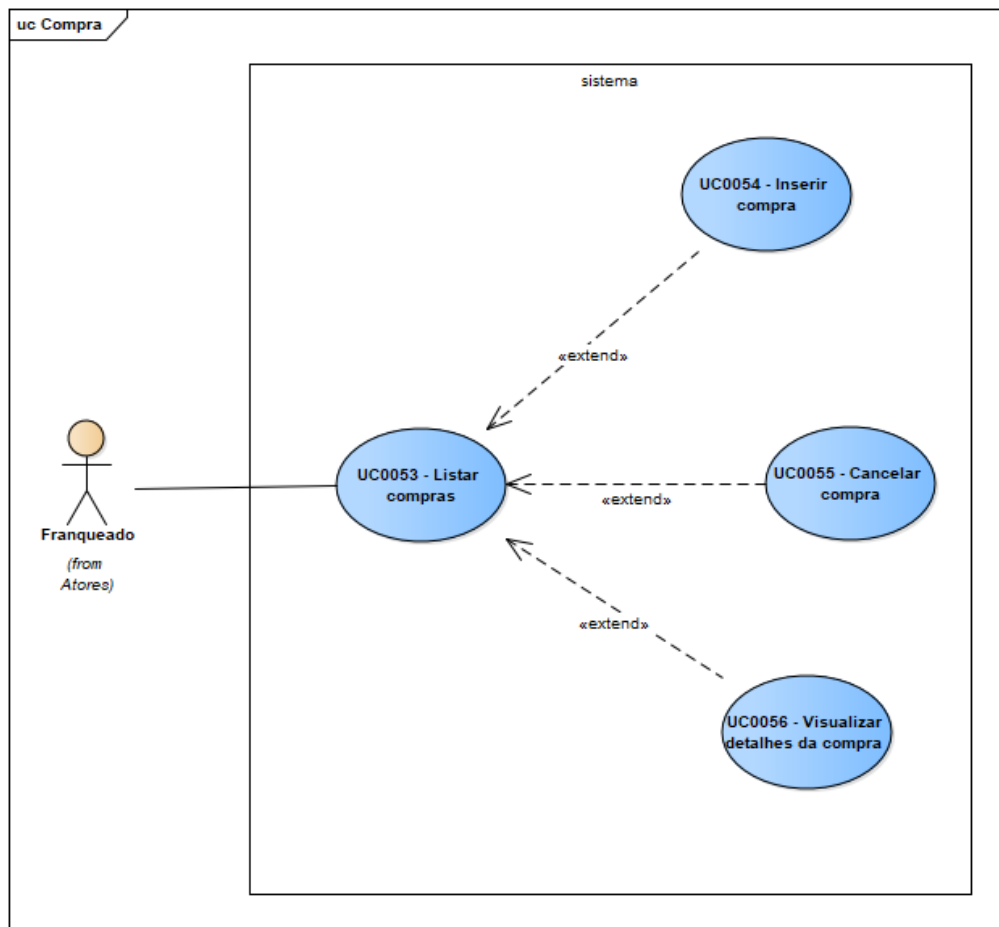 uc Compra
sistema
UC0054 - Inserir
compra
«extend»
UC0053 - Listar
compras
UC0055 - Cancelar
compra
«extend»
Franqueado
(from
Atores)
«extend»
UC0056 - Visualizar
detalhes da compra